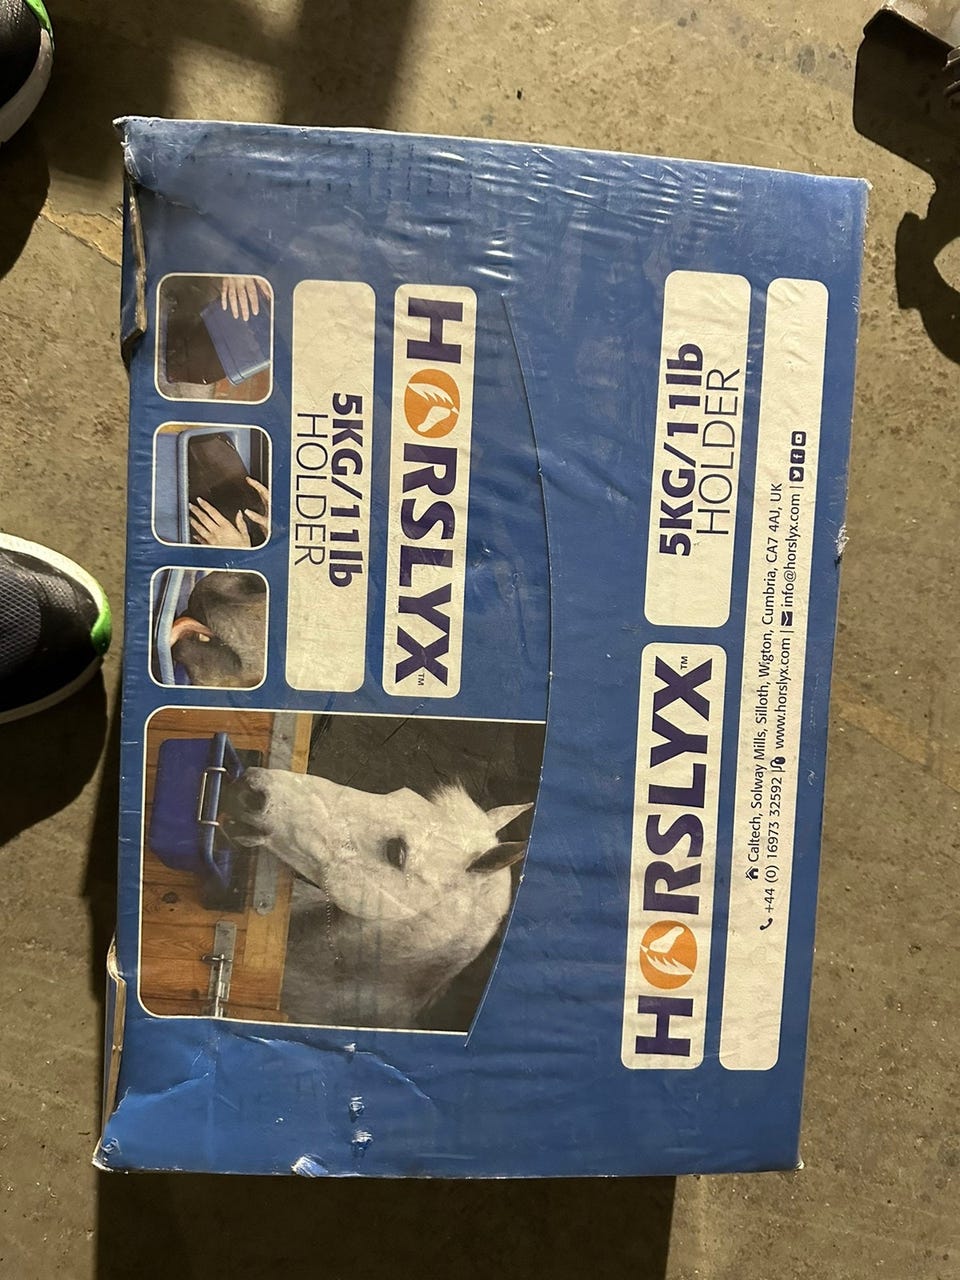 HORSLYX™
5KG/11lb
HOLDER
HORSLYX™
5KG/11lb
HOLDER
Caltech, Solway Mills, Silloth, Wigton, Cumbria, CA7 4AJ, UK
+44 (0) 16973 32592 | www.horslyx.com | info@horslyx.com |